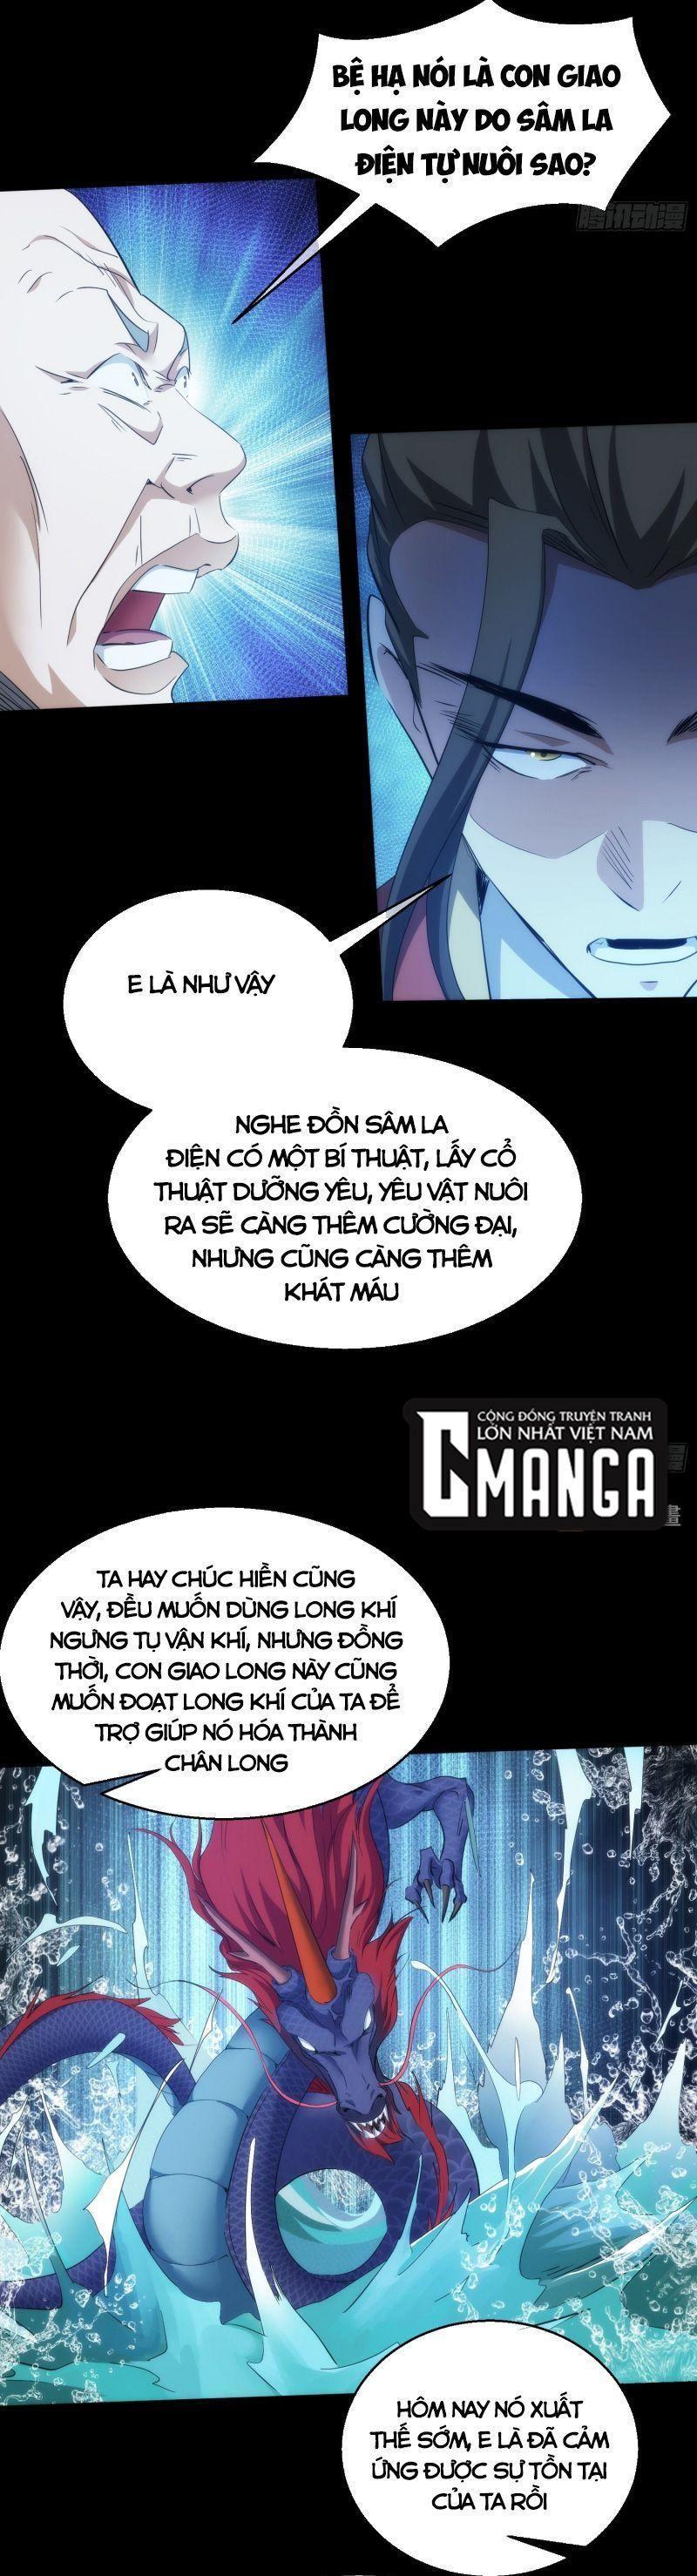 BỆ HẠ NÓI LÀ CON GIAO
LONG NÀY DO SÂM LA
ĐIỆN TỰ NUÔI SAO?
腾讯动漫
E LÀ NHƯ VẬY
NGHE ĐỒN SÂM LA
ĐIỆN CÓ MỘT BÍ THUẬT, LẤY CỔ
THUẬT DƯỠNG YÊU, YÊU VẬT NUÔI
RA SẼ CÀNG THÊM CƯỜNG ĐẠI,
NHƯNG CŨNG CÀNG THÊM
KHÁT MÁU
CỘNG ĐỒNG TRUYỆN TRANH
LỚN NHẤT VIỆT NAM
CMANGA
TA HAY CHÚC HIỀN CŨNG
VẬY, ĐỀU MUỐN DÙNG LONG KHÍ
NGƯNG TỤ VẬN KHÍ, NHƯNG ĐỒNG
THỜI, CON GIAO LONG NÀY CŨNG
MUỐN ĐOẠT LONG KHÍ CỦA TA ĐỂ
TRỢ GIÚP NÓ HÓA THÀNH
CHÂN LONG
HÔM NAY NÓ XUẤT
THẾ SỚM, E LÀ ĐÃ CẢM
ỨNG ĐƯỢC SỰ TỒN TẠI
CỦA TA RỒI